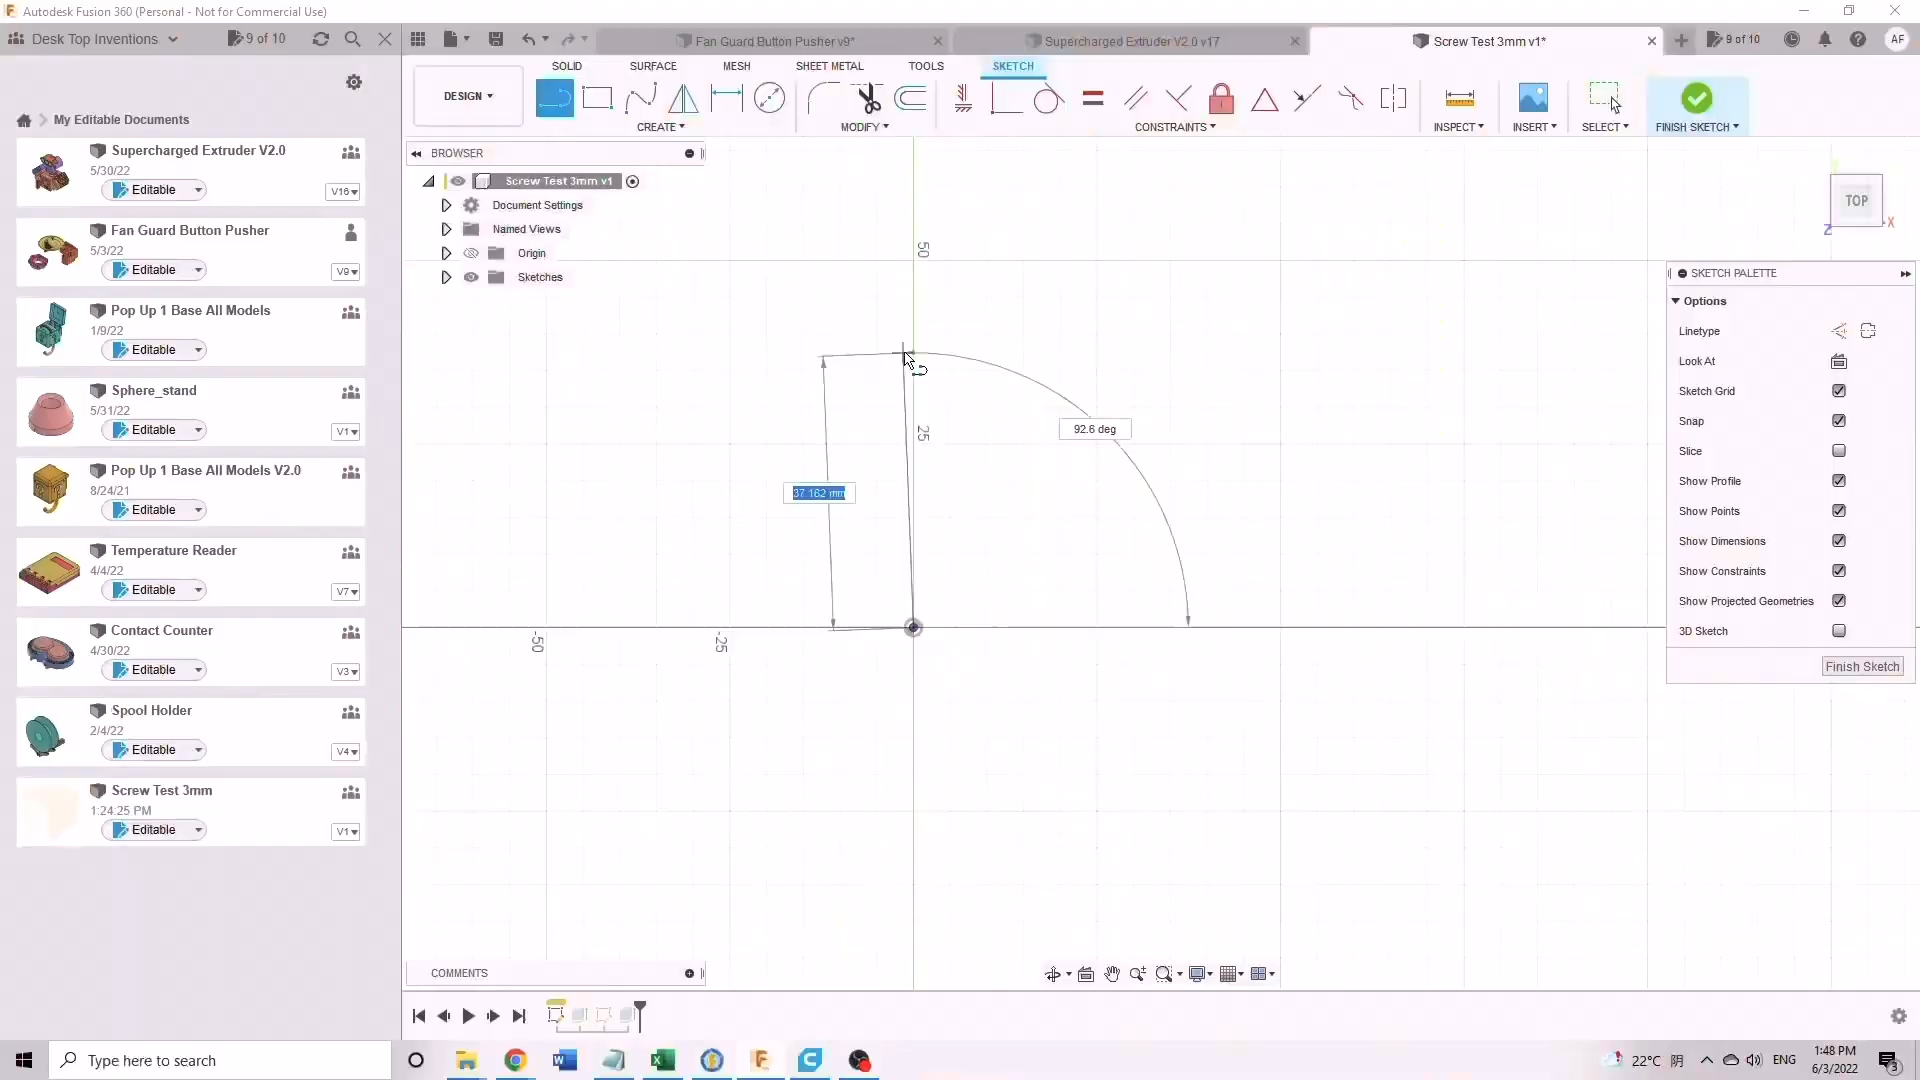 Autodesk Fusion 360 (Personal - Not for Commercial Use)
Desk Top Inventions
9 of 10
Fan Guard Button Pusher v9*
Supercharged Extruder V2.0 v17
Screw Test 3mm v1*
9 of 10
AF
DESIGN
SOLID
SURFACE
MESH
SHEET METAL
TOOLS
SKETCH
CREATE
MODIFY
CONSTRAINTS
INSPECT
INSERT
SELECT
FINISH SKETCH
My Editable Documents
Supercharged Extruder V2.0
5/30/22
Editable
V16
Fan Guard Button Pusher
5/3/22
Editable
V9
Pop Up 1 Base All Models
1/9/22
Editable
Sphere_stand
5/31/22
Editable
V1
Pop Up 1 Base All Models V2.0
8/24/21
Editable
Temperature Reader
4/4/22
Editable
V7
Contact Counter
4/30/22
Editable
V3
Spool Holder
2/4/22
Editable
V4
Screw Test 3mm
1:24:25 PM
Editable
V1
BROWSER
Screw Test 3mm v1
Document Settings
Named Views
Origin
Sketches
50
25
92.6 deg
37.162 mm
-50
-25
TOP
X
Z
SKETCH PALETTE
Options
Linetype
Look At
Sketch Grid
Snap
Slice
Show Profile
Show Points
Show Dimensions
Show Constraints
Show Projected Geometries
3D Sketch
Finish Sketch
COMMENTS
Type here to search
22°C 阴
ENG
1:48 PM
6/3/2022
3